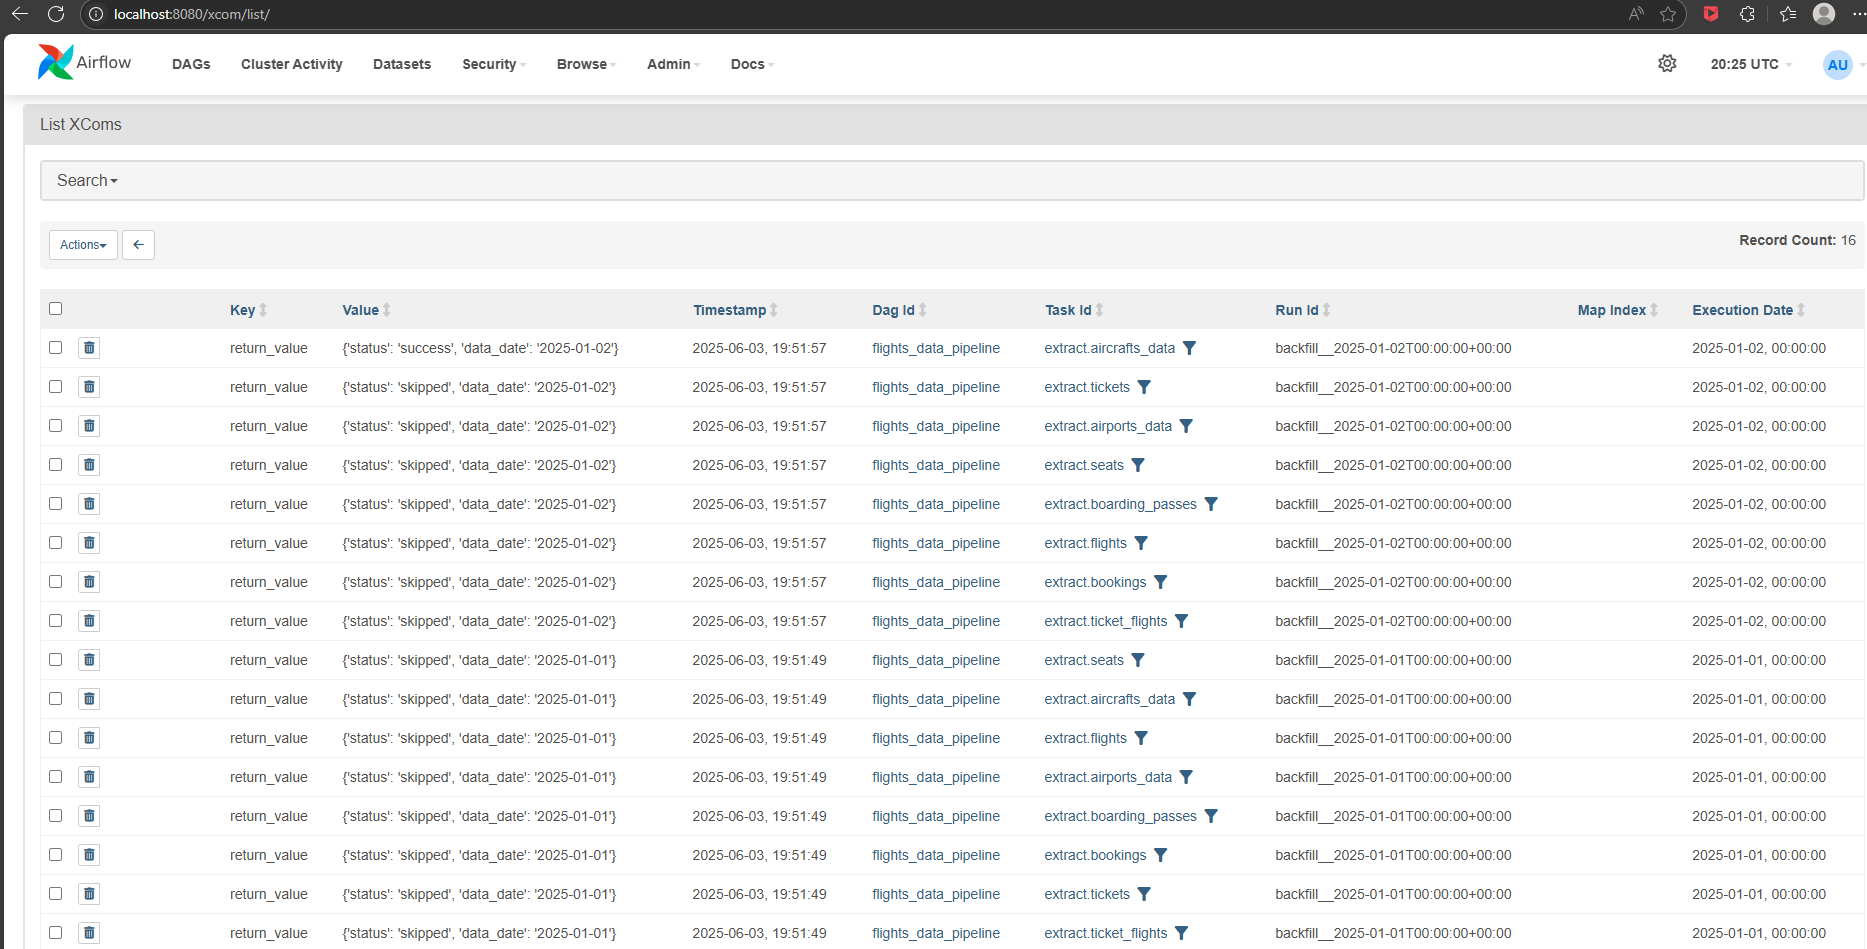 localhost:8080/xcom/list/
Airflow DAGs Cluster Activity Datasets Security Browse Admin Docs 20:25 UTC AU
List XComs
Search
Actions Record Count: 16
Key Value Timestamp Dag Id Task Id Run Id Map Index Execution Date
return_value {'status': 'success', 'data_date': '2025-01-02'} 2025-06-03, 19:51:57 flights_data_pipeline extract.aircrafts_data backfill__2025-01-02T00:00:00+00:00 2025-01-02, 00:00:00
return_value {'status': 'skipped', 'data_date': '2025-01-02'} 2025-06-03, 19:51:57 flights_data_pipeline extract.tickets backfill__2025-01-02T00:00:00+00:00 2025-01-02, 00:00:00
return_value {'status': 'skipped', 'data_date': '2025-01-02'} 2025-06-03, 19:51:57 flights_data_pipeline extract.airports_data backfill__2025-01-02T00:00:00+00:00 2025-01-02, 00:00:00
return_value {'status': 'skipped', 'data_date': '2025-01-02'} 2025-06-03, 19:51:57 flights_data_pipeline extract.seats backfill__2025-01-02T00:00:00+00:00 2025-01-02, 00:00:00
return_value {'status': 'skipped', 'data_date': '2025-01-02'} 2025-06-03, 19:51:57 flights_data_pipeline extract.boarding_passes backfill__2025-01-02T00:00:00+00:00 2025-01-02, 00:00:00
return_value {'status': 'skipped', 'data_date': '2025-01-02'} 2025-06-03, 19:51:57 flights_data_pipeline extract.flights backfill__2025-01-02T00:00:00+00:00 2025-01-02, 00:00:00
return_value {'status': 'skipped', 'data_date': '2025-01-02'} 2025-06-03, 19:51:57 flights_data_pipeline extract.bookings backfill__2025-01-02T00:00:00+00:00 2025-01-02, 00:00:00
return_value {'status': 'skipped', 'data_date': '2025-01-02'} 2025-06-03, 19:51:57 flights_data_pipeline extract.ticket_flights backfill__2025-01-02T00:00:00+00:00 2025-01-02, 00:00:00
return_value {'status': 'skipped', 'data_date': '2025-01-01'} 2025-06-03, 19:51:49 flights_data_pipeline extract.seats backfill__2025-01-01T00:00:00+00:00 2025-01-01, 00:00:00
return_value {'status': 'skipped', 'data_date': '2025-01-01'} 2025-06-03, 19:51:49 flights_data_pipeline extract.aircrafts_data backfill__2025-01-01T00:00:00+00:00 2025-01-01, 00:00:00
return_value {'status': 'skipped', 'data_date': '2025-01-01'} 2025-06-03, 19:51:49 flights_data_pipeline extract.flights backfill__2025-01-01T00:00:00+00:00 2025-01-01, 00:00:00
return_value {'status': 'skipped', 'data_date': '2025-01-01'} 2025-06-03, 19:51:49 flights_data_pipeline extract.airports_data backfill__2025-01-01T00:00:00+00:00 2025-01-01, 00:00:00
return_value {'status': 'skipped', 'data_date': '2025-01-01'} 2025-06-03, 19:51:49 flights_data_pipeline extract.boarding_passes backfill__2025-01-01T00:00:00+00:00 2025-01-01, 00:00:00
return_value {'status': 'skipped', 'data_date': '2025-01-01'} 2025-06-03, 19:51:49 flights_data_pipeline extract.bookings backfill__2025-01-01T00:00:00+00:00 2025-01-01, 00:00:00
return_value {'status': 'skipped', 'data_date': '2025-01-01'} 2025-06-03, 19:51:49 flights_data_pipeline extract.tickets backfill__2025-01-01T00:00:00+00:00 2025-01-01, 00:00:00
return_value {'status': 'skipped', 'data_date': '2025-01-01'} 2025-06-03, 19:51:49 flights_data_pipeline extract.ticket_flights backfill__2025-01-01T00:00:00+00:00 2025-01-01, 00:00:00